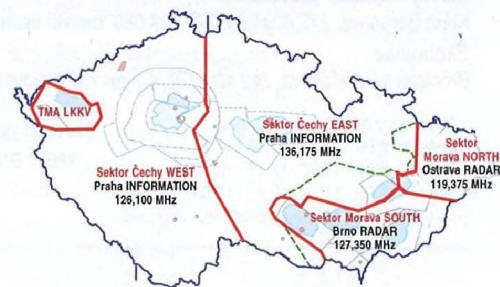 TMA LKKV
Sektor Čechy WEST
Praha INFORMATION
126,100 MHz
Sektor Čechy EAST
Praha INFORMATION
136,175 MHz
Sektor
Morava NORTH
Ostrava RADAR
119,375 MHz
Sektor Morava SOUTH
Brno RADAR
127,350 MHz